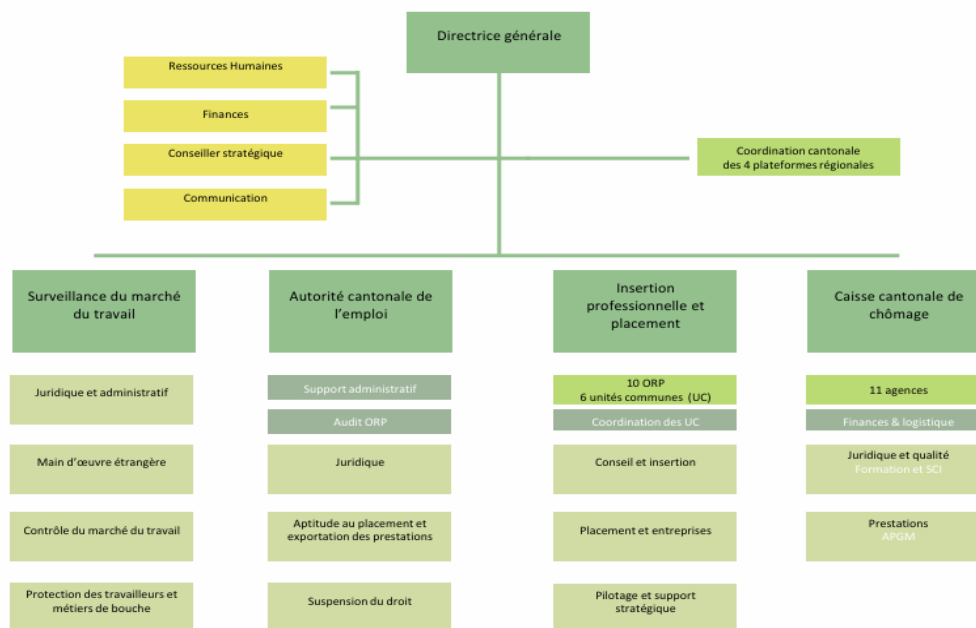 Directrice générale
Ressources Humaines
Finances
Conseiller stratégique
Communication
Coordination cantonale
des 4 plateformes régionales
Surveillance du marché
du travail
Juridique et administratif
Main d'œuvre étrangère
Contrôle du marché du travail
Protection des travailleurs et
métiers de bouche
Autorité cantonale de
l'emploi
Support administratif
Audit ORP
Juridique
Aptitude au placement et
exportation des prestations
Suspension du droit
Insertion
professionnelle et
placement
10 ORP
6 unités communes (UC)
Coordination des UC
Conseil et insertion
Placement et entreprises
Pilotage et support
stratégique
Caisse cantonale de
chômage
11 agences
Finances & logistique
Juridique et qualité
Formation et SCI
Prestations
APGM